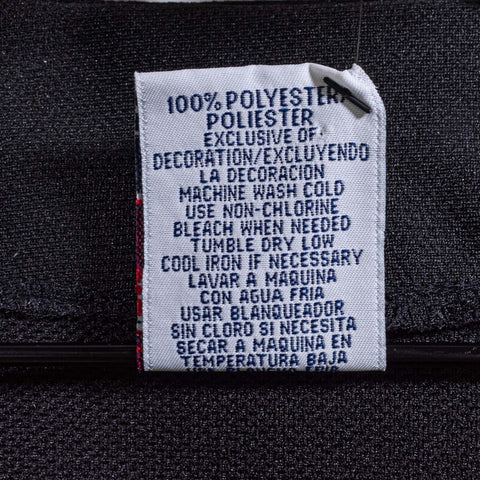 100% POLYESTER/
POLIESTER
EXCLUSIVE OF
DECORATION/EXCLUYENDO
LA DECORACION
MACHINE WASH COLD
USE NON-CHLORINE
BLEACH WHEN NEEDED
TUMBLE DRY LOW
COOL IRON IF NECESSARY
LAVAR A MAQUINA
CON AGUA FRIA
USAR BLANQUEADOR
SIN CLORO SI NECESITA
SECAR A MAQUINA EN
TEMPERATURA BAJA